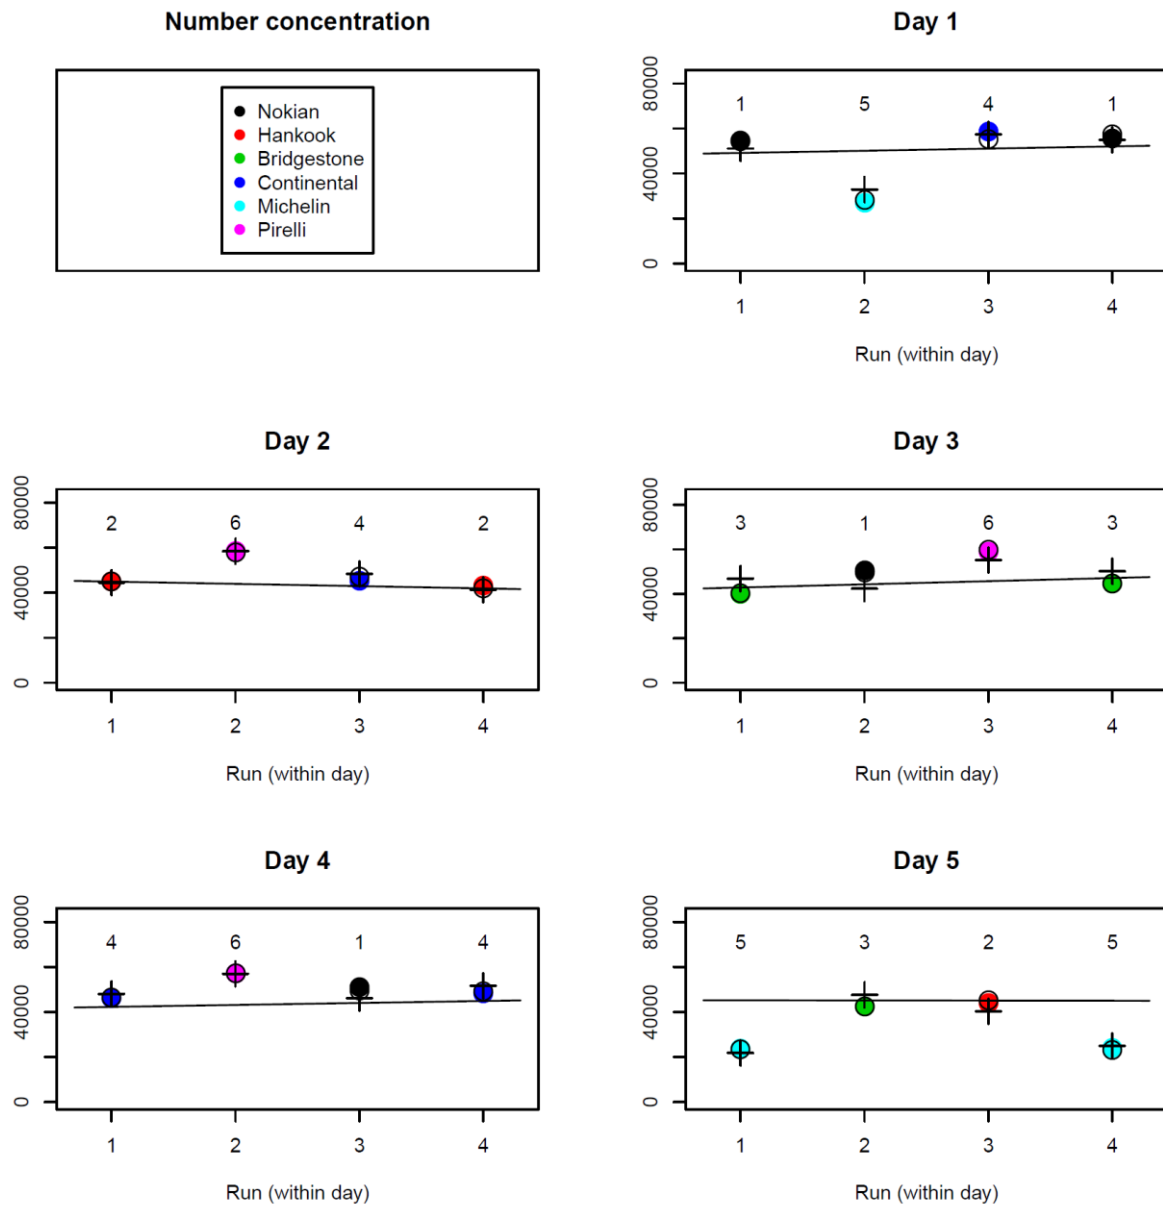 Number concentration
Nokian
Hankook
Bridgestone
Continental
Michelin
Pirelli
Day 1
80000
40000
0
1 5 4 1
1 2 3 4
Run (within day)
Day 2
80000
40000
0
2 6 4 2
1 2 3 4
Run (within day)
Day 3
80000
40000
0
3 1 6 3
1 2 3 4
Run (within day)
Day 4
80000
40000
0
4 6 1 4
1 2 3 4
Run (within day)
Day 5
80000
40000
0
5 3 2 5
1 2 3 4
Run (within day)